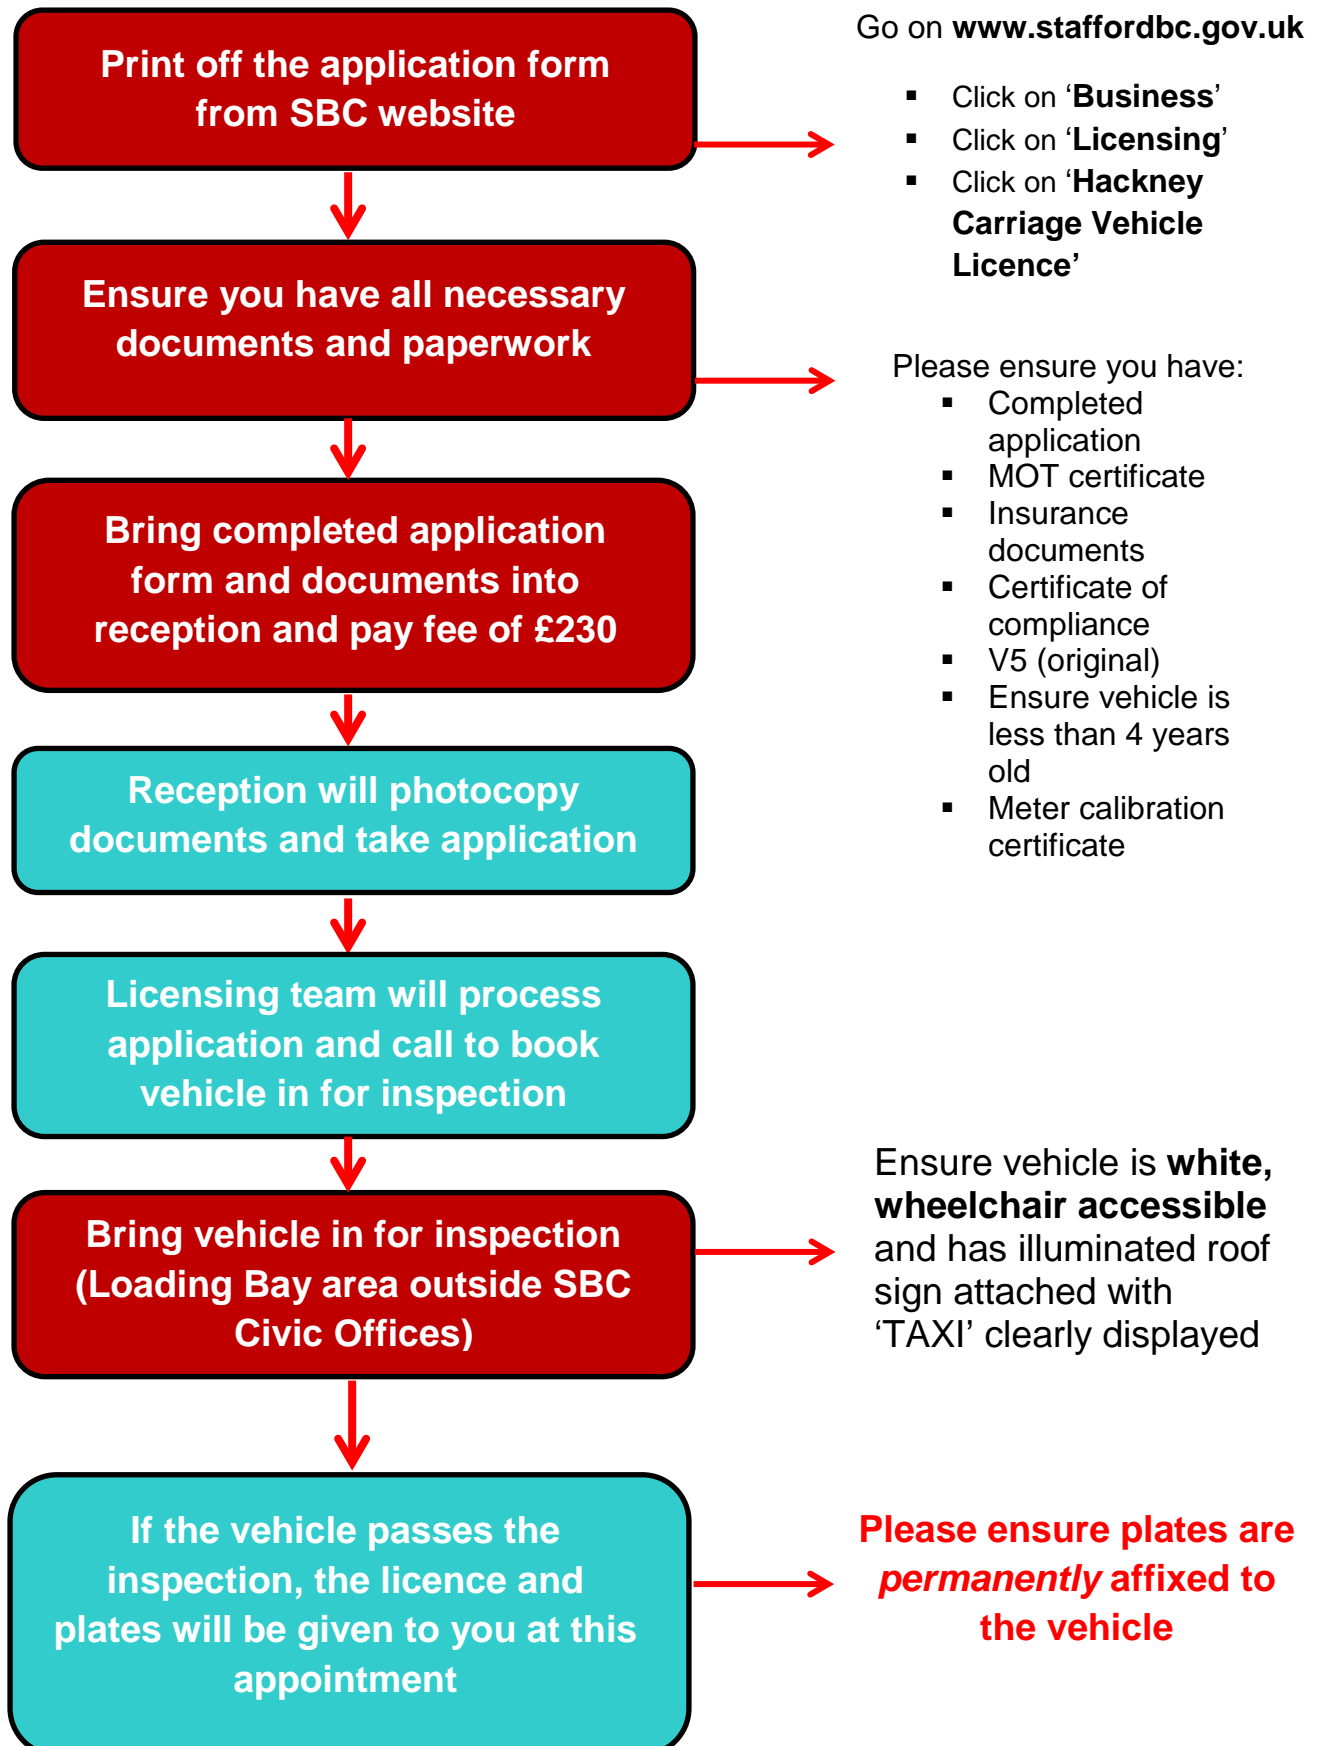 Print off the application form
from SBC website
Go on www.staffordbc.gov.uk
▪ Click on ‘Business’
▪ Click on ‘Licensing’
▪ Click on ‘Hackney
Carriage Vehicle
Licence’
Ensure you have all necessary
documents and paperwork
Please ensure you have:
▪ Completed
application
▪ MOT certificate
▪ Insurance
documents
▪ Certificate of
compliance
▪ V5 (original)
▪ Ensure vehicle is
less than 4 years
old
▪ Meter calibration
certificate
Bring completed application
form and documents into
reception and pay fee of £230
Reception will photocopy
documents and take application
Licensing team will process
application and call to book
vehicle in for inspection
Bring vehicle in for inspection
(Loading Bay area outside SBC
Civic Offices)
Ensure vehicle is white,
wheelchair accessible
and has illuminated roof
sign attached with
‘TAXI’ clearly displayed
If the vehicle passes the
inspection, the licence and
plates will be given to you at this
appointment
Please ensure plates are
permanently affixed to
the vehicle